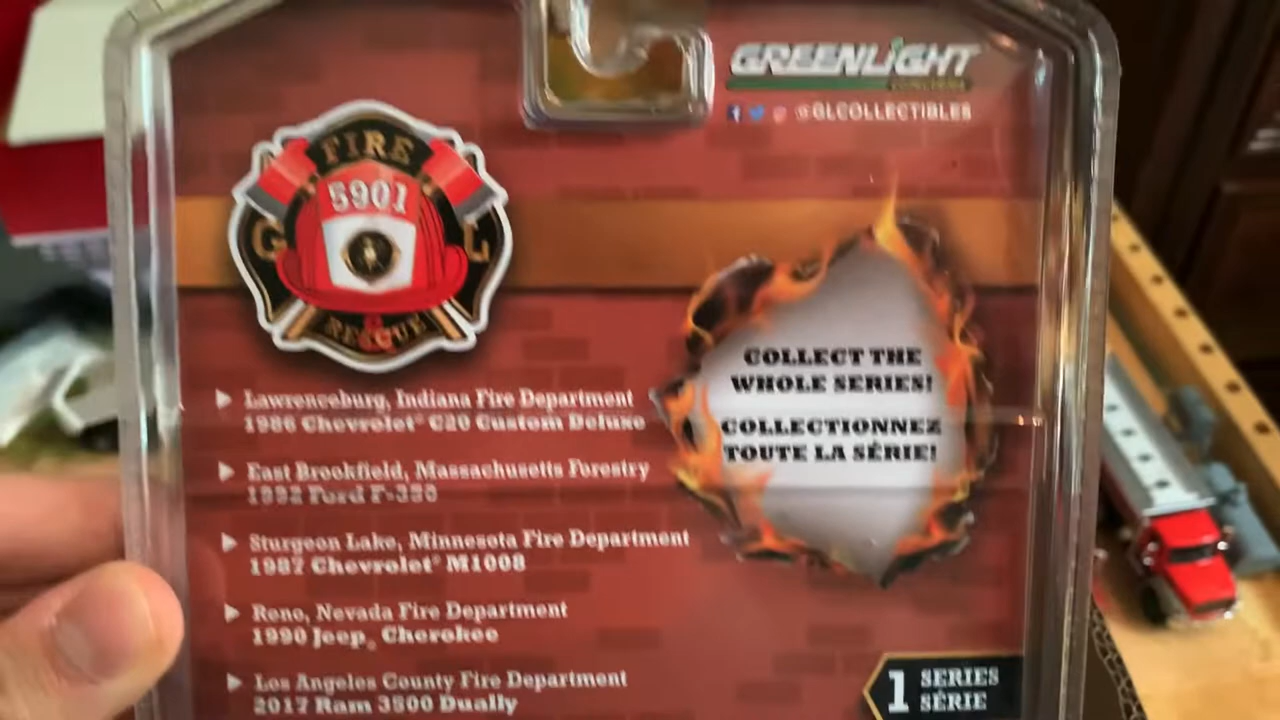 GREENLiGHT
@GLCOLLECTIBLES
FIRE
5901
G L
& RESCUE
COLLECT THE
WHOLE SERIES!
COLLECTIONNEZ
TOUTE LA SÉRIE!
Lawrenceburg, Indiana Fire Department
1986 Chevrolet® C20 Custom Deluxe
East Brookfield, Massachusetts Forestry
1992 Ford F-350
Sturgeon Lake, Minnesota Fire Department
1987 Chevrolet® M1008
Reno, Nevada Fire Department
1990 Jeep® Cherokee
Los Angeles County Fire Department
2017 Ram 3500 Dually
1 SERIES
SÉRIE